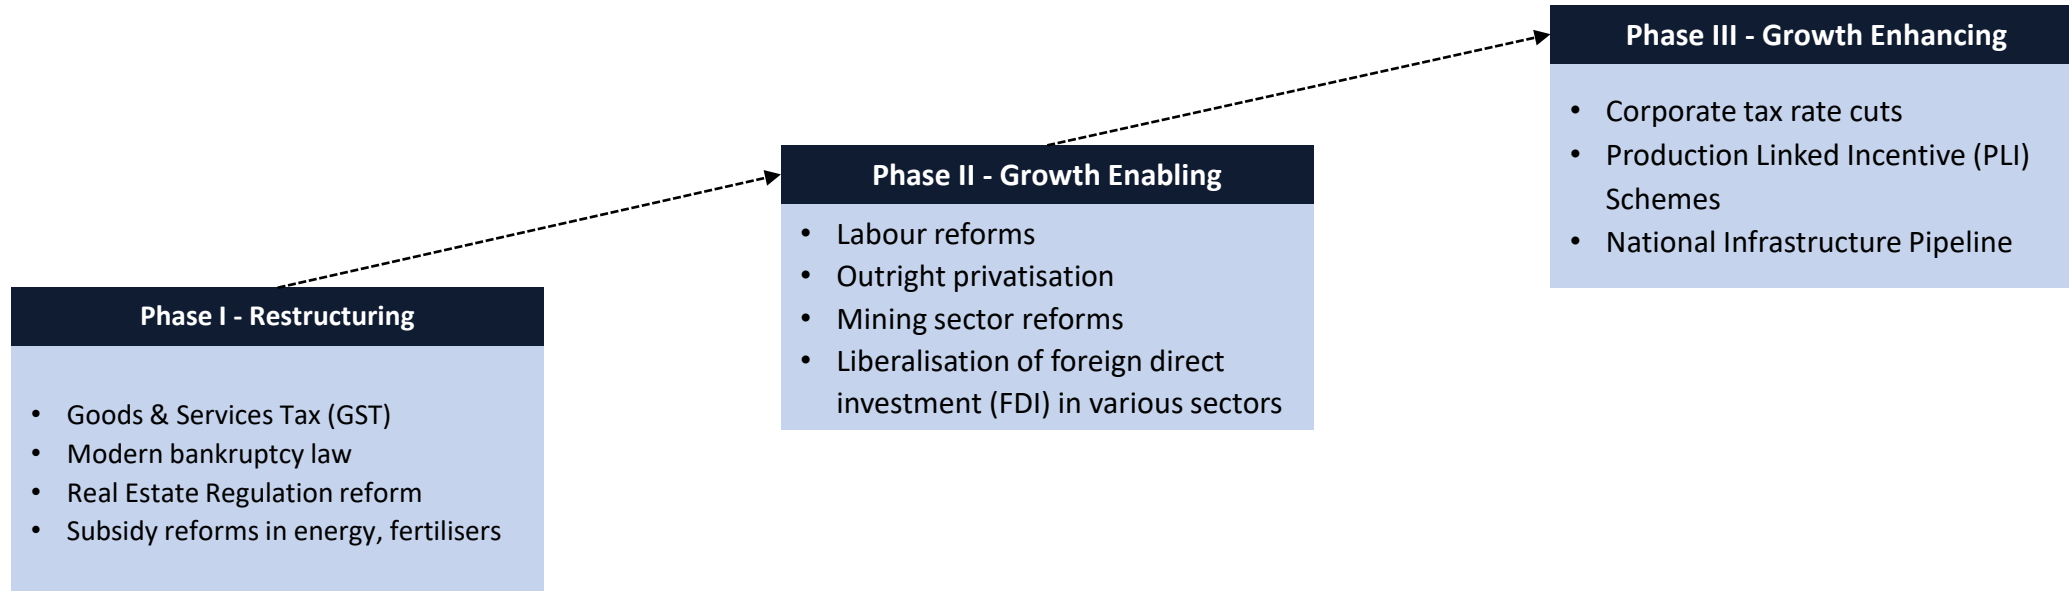 Phase I - Restructuring
• Goods & Services Tax (GST)
• Modern bankruptcy law
• Real Estate Regulation reform
• Subsidy reforms in energy, fertilisers
Phase II - Growth Enabling
• Labour reforms
• Outright privatisation
• Mining sector reforms
• Liberalisation of foreign direct
investment (FDI) in various sectors
Phase III - Growth Enhancing
• Corporate tax rate cuts
• Production Linked Incentive (PLI)
Schemes
• National Infrastructure Pipeline